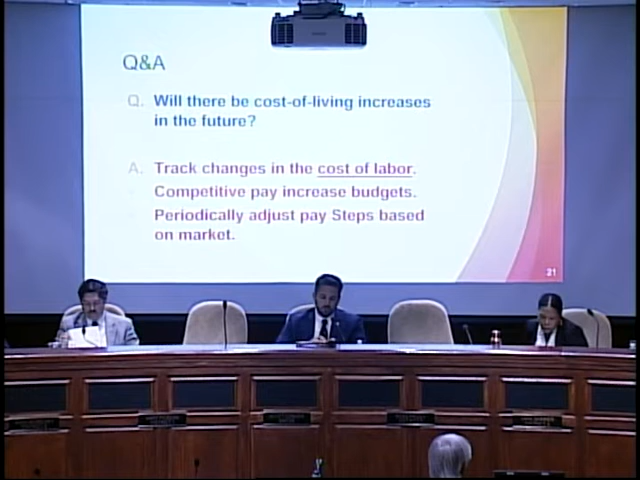 Q&A
Q. Will there be cost-of-living increases
in the future?
A. Track changes in the cost of labor.
Competitive pay increase budgets.
Periodically adjust pay Steps based
on market.
21